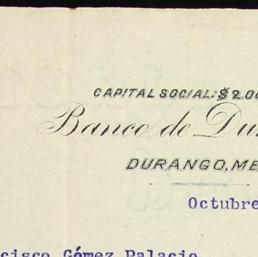 CAPITAL SOCIAL: $2.00
Banco de Du
DURANGO, ME
Octubre
cisco Gómez Palacio